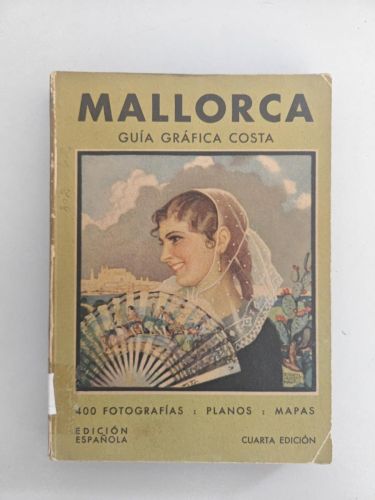 MALLORCA
GUÍA GRÁFICA COSTA
400 FOTOGRAFÍAS : PLANOS : MAPAS
EDICIÓN
ESPAÑOLA
CUARTA EDICIÓN